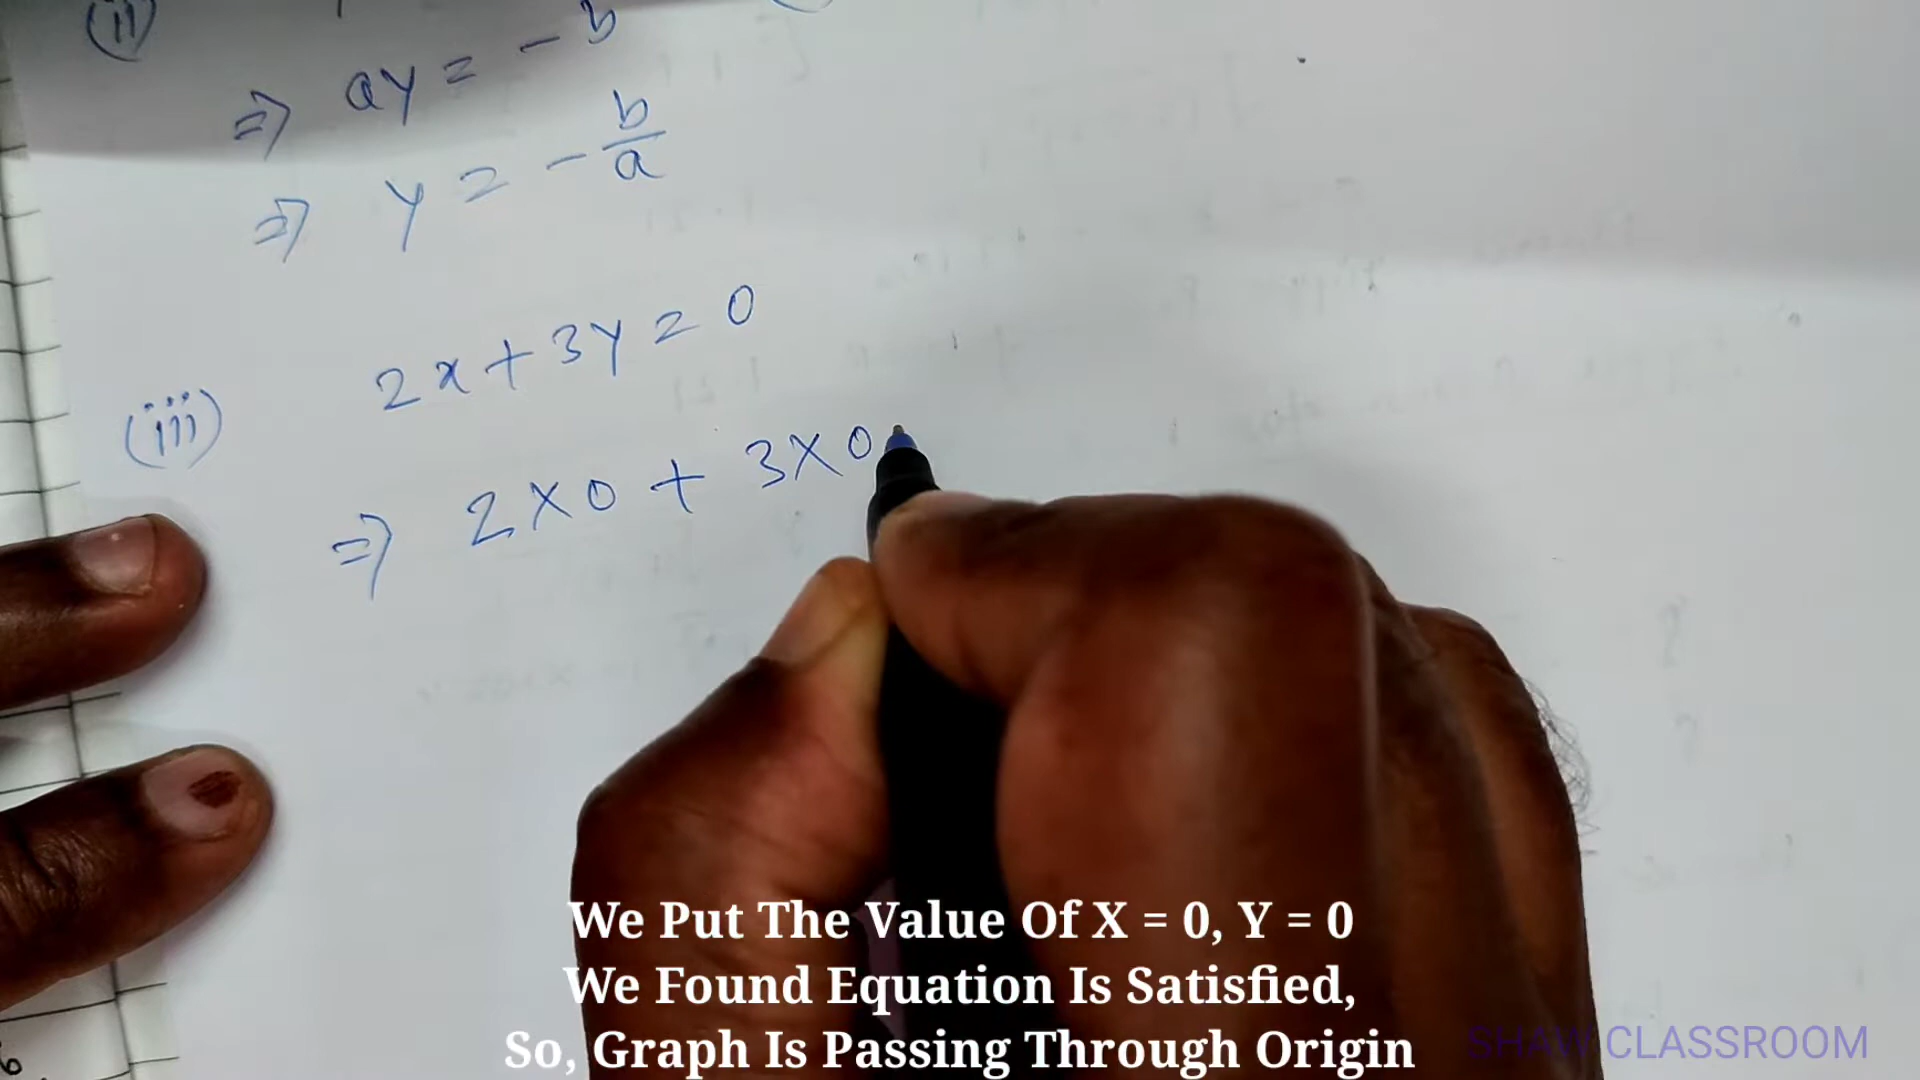 (ii)
⇒ ay = - b
⇒ y = - b/a
(iii) 2x + 3y = 0
⇒ 2 X 0 + 3 X 0
We Put The Value Of X = 0, Y = 0
We Found Equation Is Satisfied,
So, Graph Is Passing Through Origin
SHAW CLASSROOM